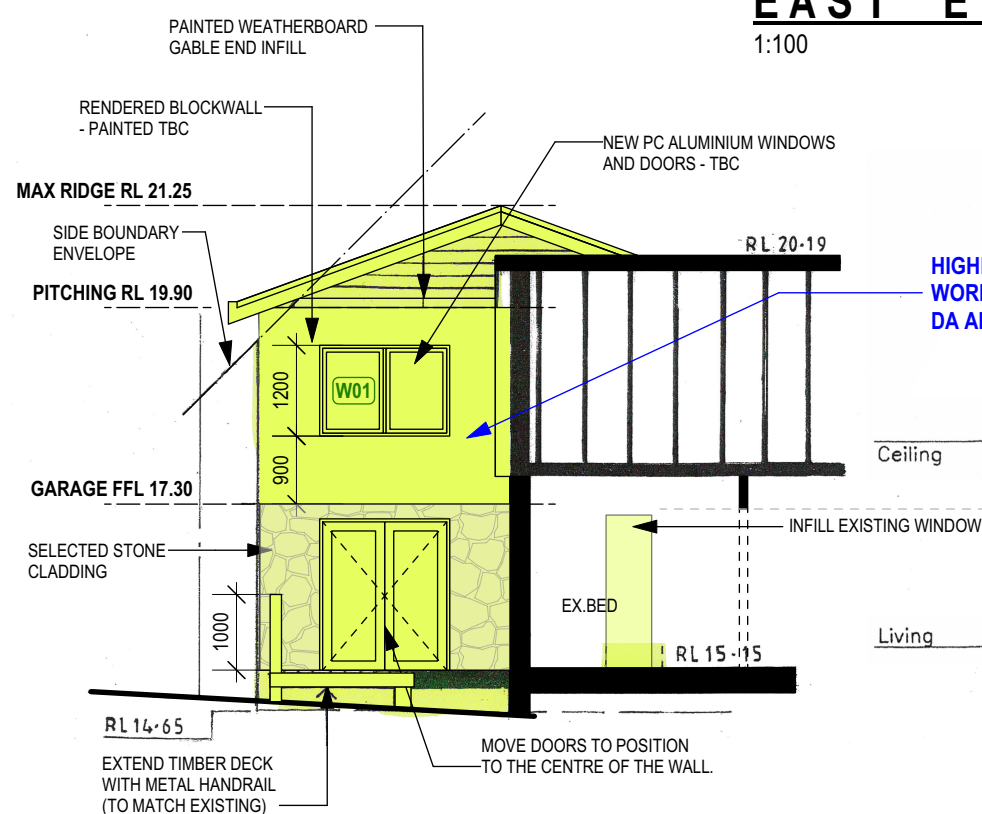 EAST E
1:100
PAINTED WEATHERBOARD
GABLE END INFILL
RENDERED BLOCKWALL
- PAINTED TBC
NEW PC ALUMINIUM WINDOWS
AND DOORS - TBC
MAX RIDGE RL 21.25
SIDE BOUNDARY
ENVELOPE
RL 20-19
PITCHING RL 19.90
HIGHI
WORI
DA AI
1200
W01
900
Ceiling
GARAGE FFL 17.30
INFILL EXISTING WINDOW
SELECTED STONE
CLADDING
1000
EX.BED
Living
RL 15-15
RL 14-65
MOVE DOORS TO POSITION
TO THE CENTRE OF THE WALL.
EXTEND TIMBER DECK
WITH METAL HANDRAIL
(TO MATCH EXISTING)